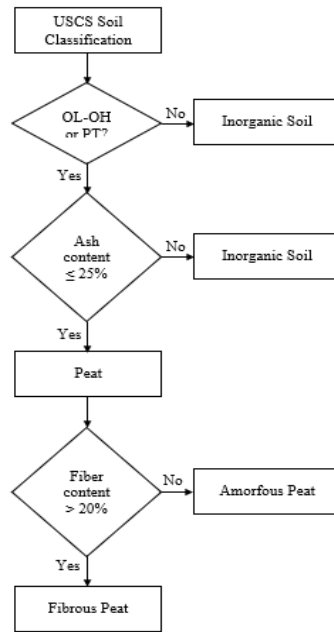 USCS Soil
Classification
OL-OH
or PT?
No
Inorganic Soil
Yes
Ash
content
≤ 25%
No
Inorganic Soil
Yes
Peat
Fiber
content
> 20%
No
Amorfous Peat
Yes
Fibrous Peat